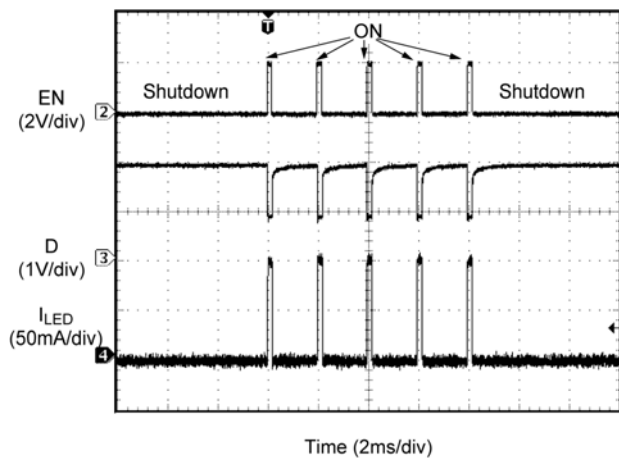 T
ON
Shutdown
Shutdown
EN
(2V/div)
2
D
(1V/div)
3
ILED
(50mA/div)
4
Time (2ms/div)